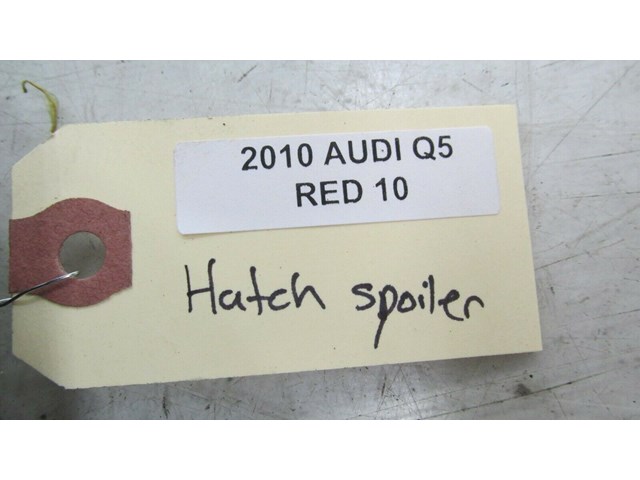 2010 AUDI Q5
RED 10
Hatch spoiler